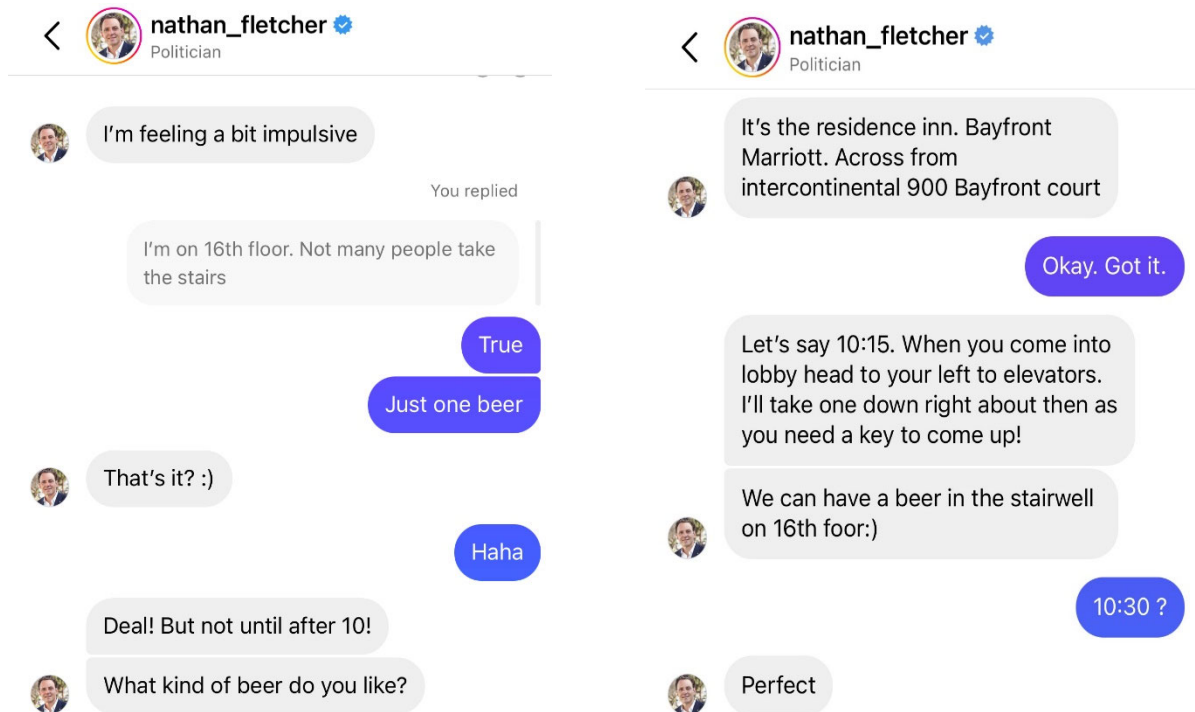 nathan_fletcher
Politician
I'm feeling a bit impulsive
You replied
I'm on 16th floor. Not many people take
the stairs
True
Just one beer
That's it? :)
Haha
Deal! But not until after 10!
What kind of beer do you like?
nathan_fletcher
Politician
It's the residence inn. Bayfront
Marriott. Across from
intercontinental 900 Bayfront court
Okay. Got it.
Let's say 10:15. When you come into
lobby head to your left to elevators.
I'll take one down right about then as
you need a key to come up!
We can have a beer in the stairwell
on 16th foor:)
10:30 ?
Perfect